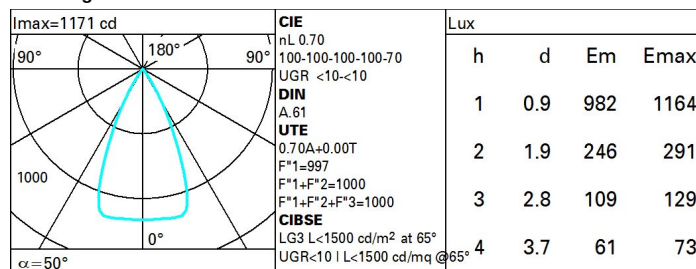 Imax=1171 cd
90°
180°
90°
1000
0°
α=50°
CIE
nL 0.70
100-100-100-100-70
UGR <10-<10
DIN
A.61
UTE
0.70A+0.00T
F"1=997
F"1+F"2=1000
F"1+F"2+F"3=1000
CIBSE
LG3 L<1500 cd/m² at 65°
UGR<10 | L<1500 cd/mq @65°
Lux
h d Em Emax
1 0.9 982 1164
2 1.9 246 291
3 2.8 109 129
4 3.7 61 73